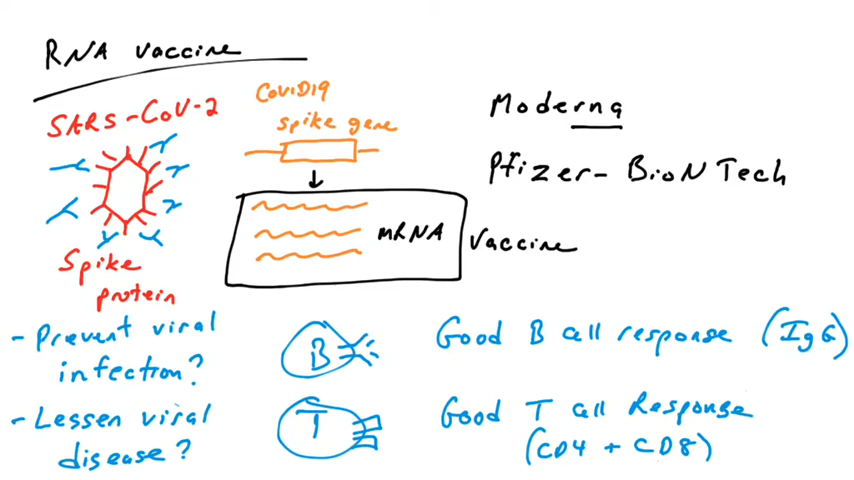 RNA vaccine
SARS-CoV-2
Spike
protein
COVID19
spike gene
mRNA
vaccine
Moderna
Pfizer-BioNTech
- Prevent viral
infection?
- Lessen viral
disease?
B
Good B cell response (IgG)
T
Good T cell Response
(CD4 + CD8)